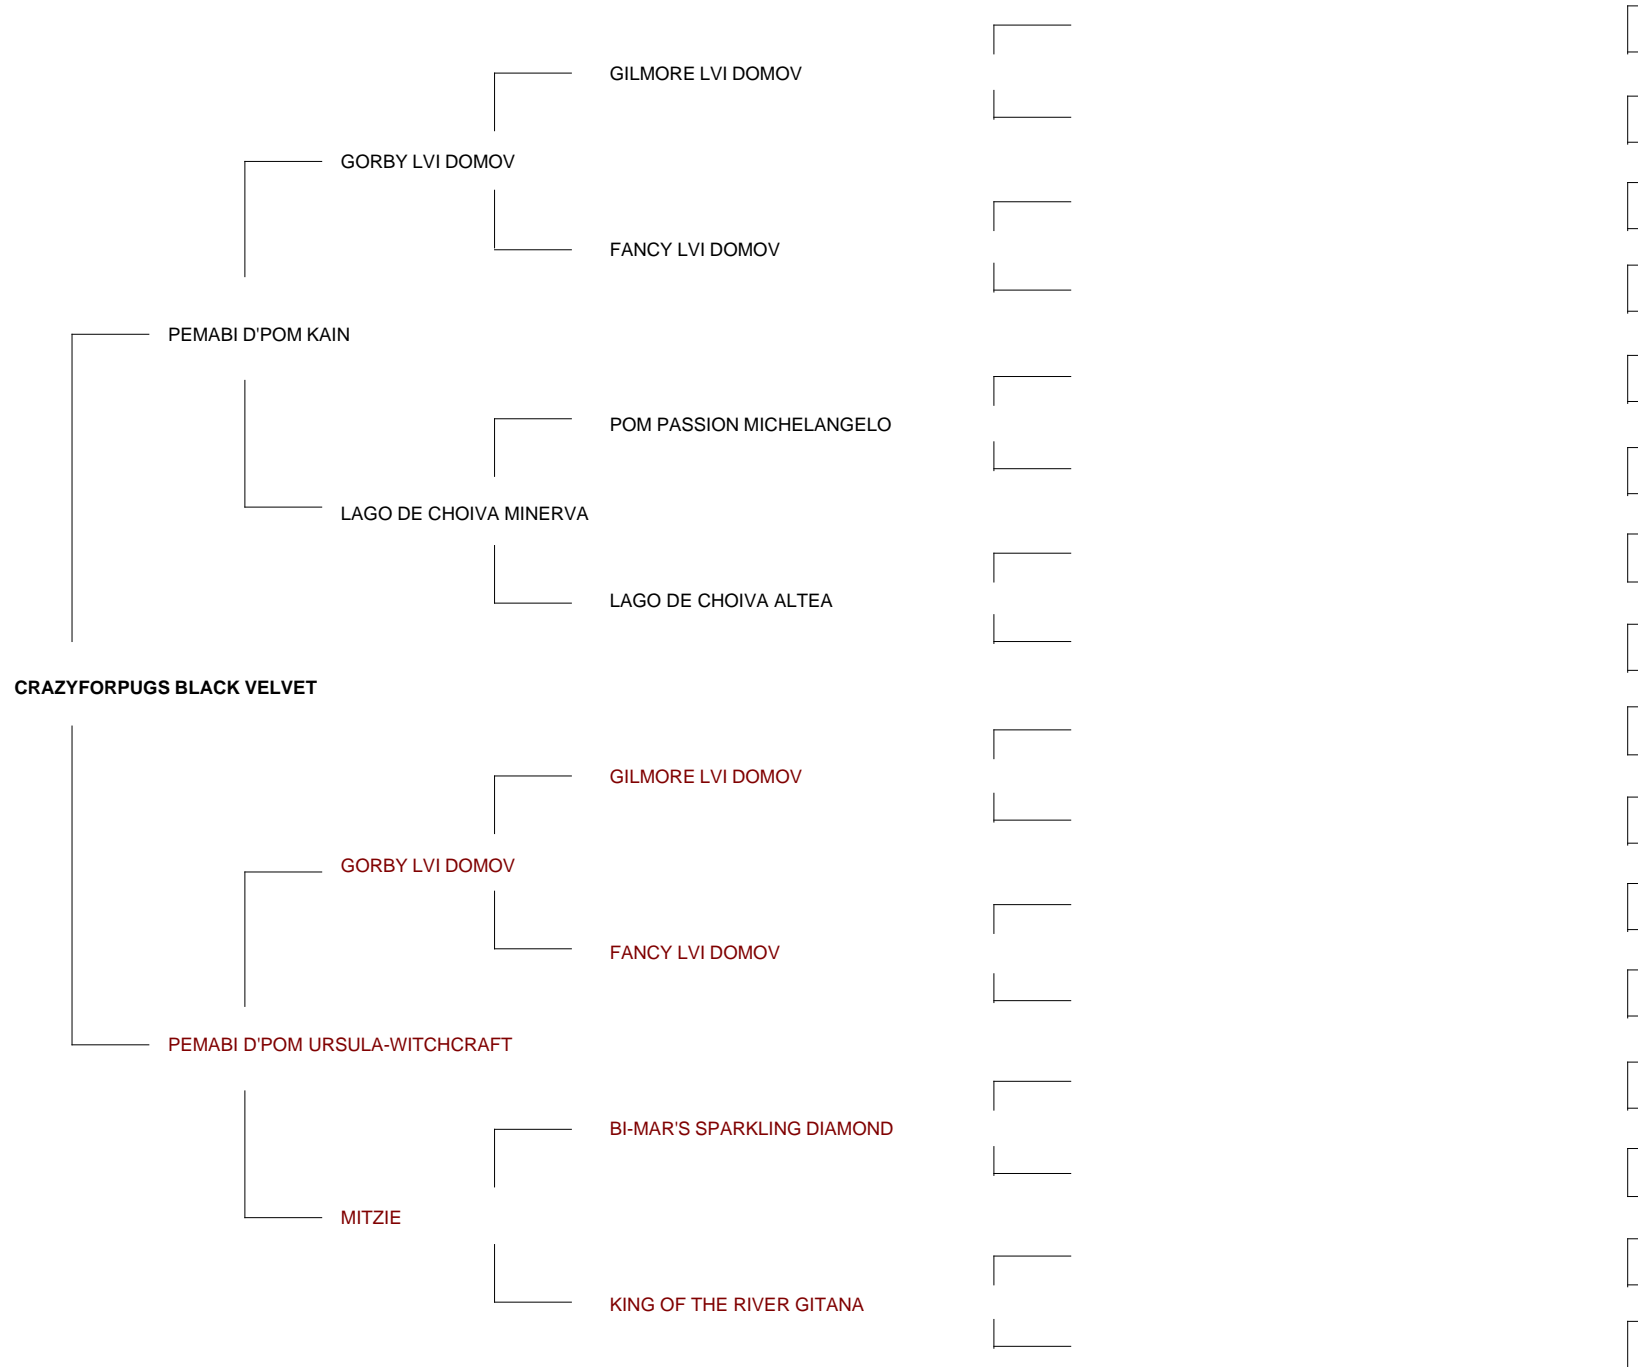 GILMORE LVI DOMOV
GORBY LVI DOMOV
FANCY LVI DOMOV
PEMABI D'POM KAIN
POM PASSION MICHELANGELO
LAGO DE CHOIVA MINERVA
LAGO DE CHOIVA ALTEA
CRAZYFORPUGS BLACK VELVET
GILMORE LVI DOMOV
GORBY LVI DOMOV
FANCY LVI DOMOV
PEMABI D'POM URSULA-WITCHCRAFT
BI-MAR'S SPARKLING DIAMOND
MITZIE
KING OF THE RIVER GITANA